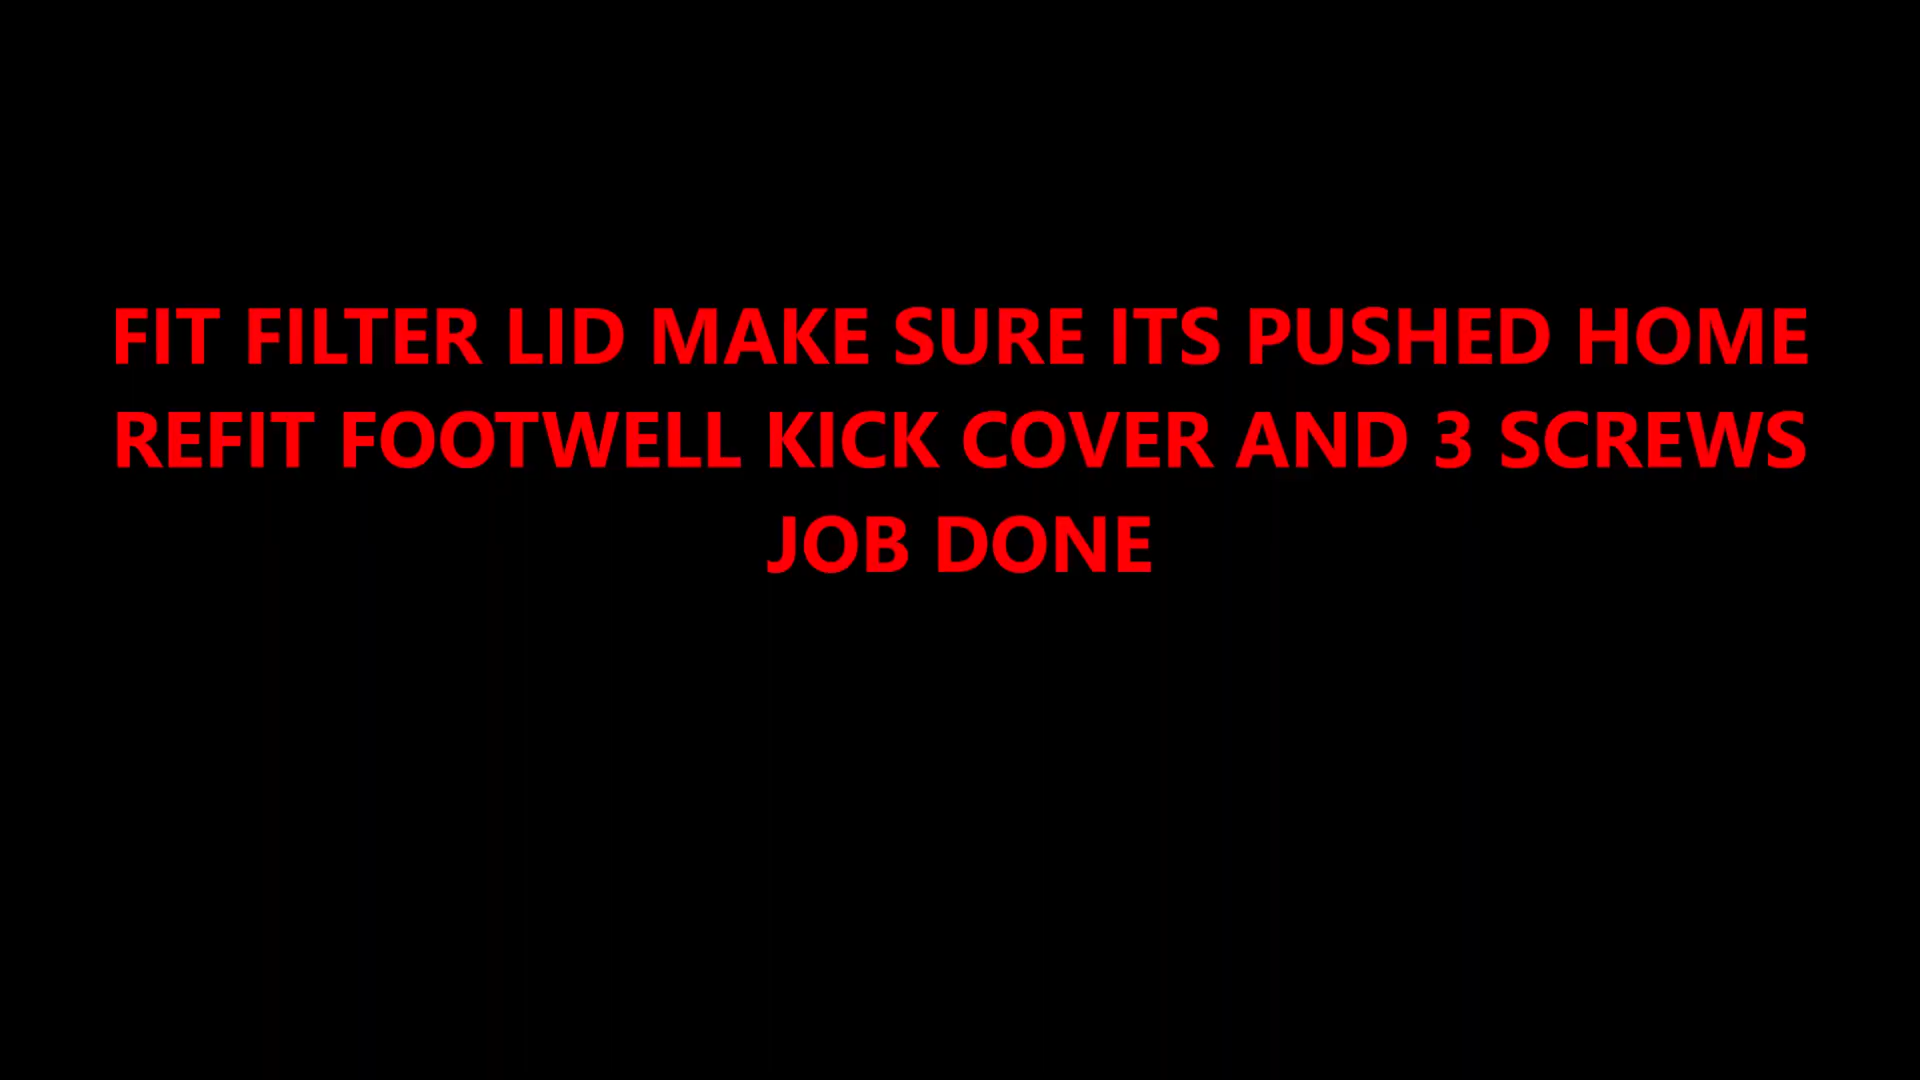 FIT FILTER LID MAKE SURE ITS PUSHED HOME
REFIT FOOTWELL KICK COVER AND 3 SCREWS
JOB DONE